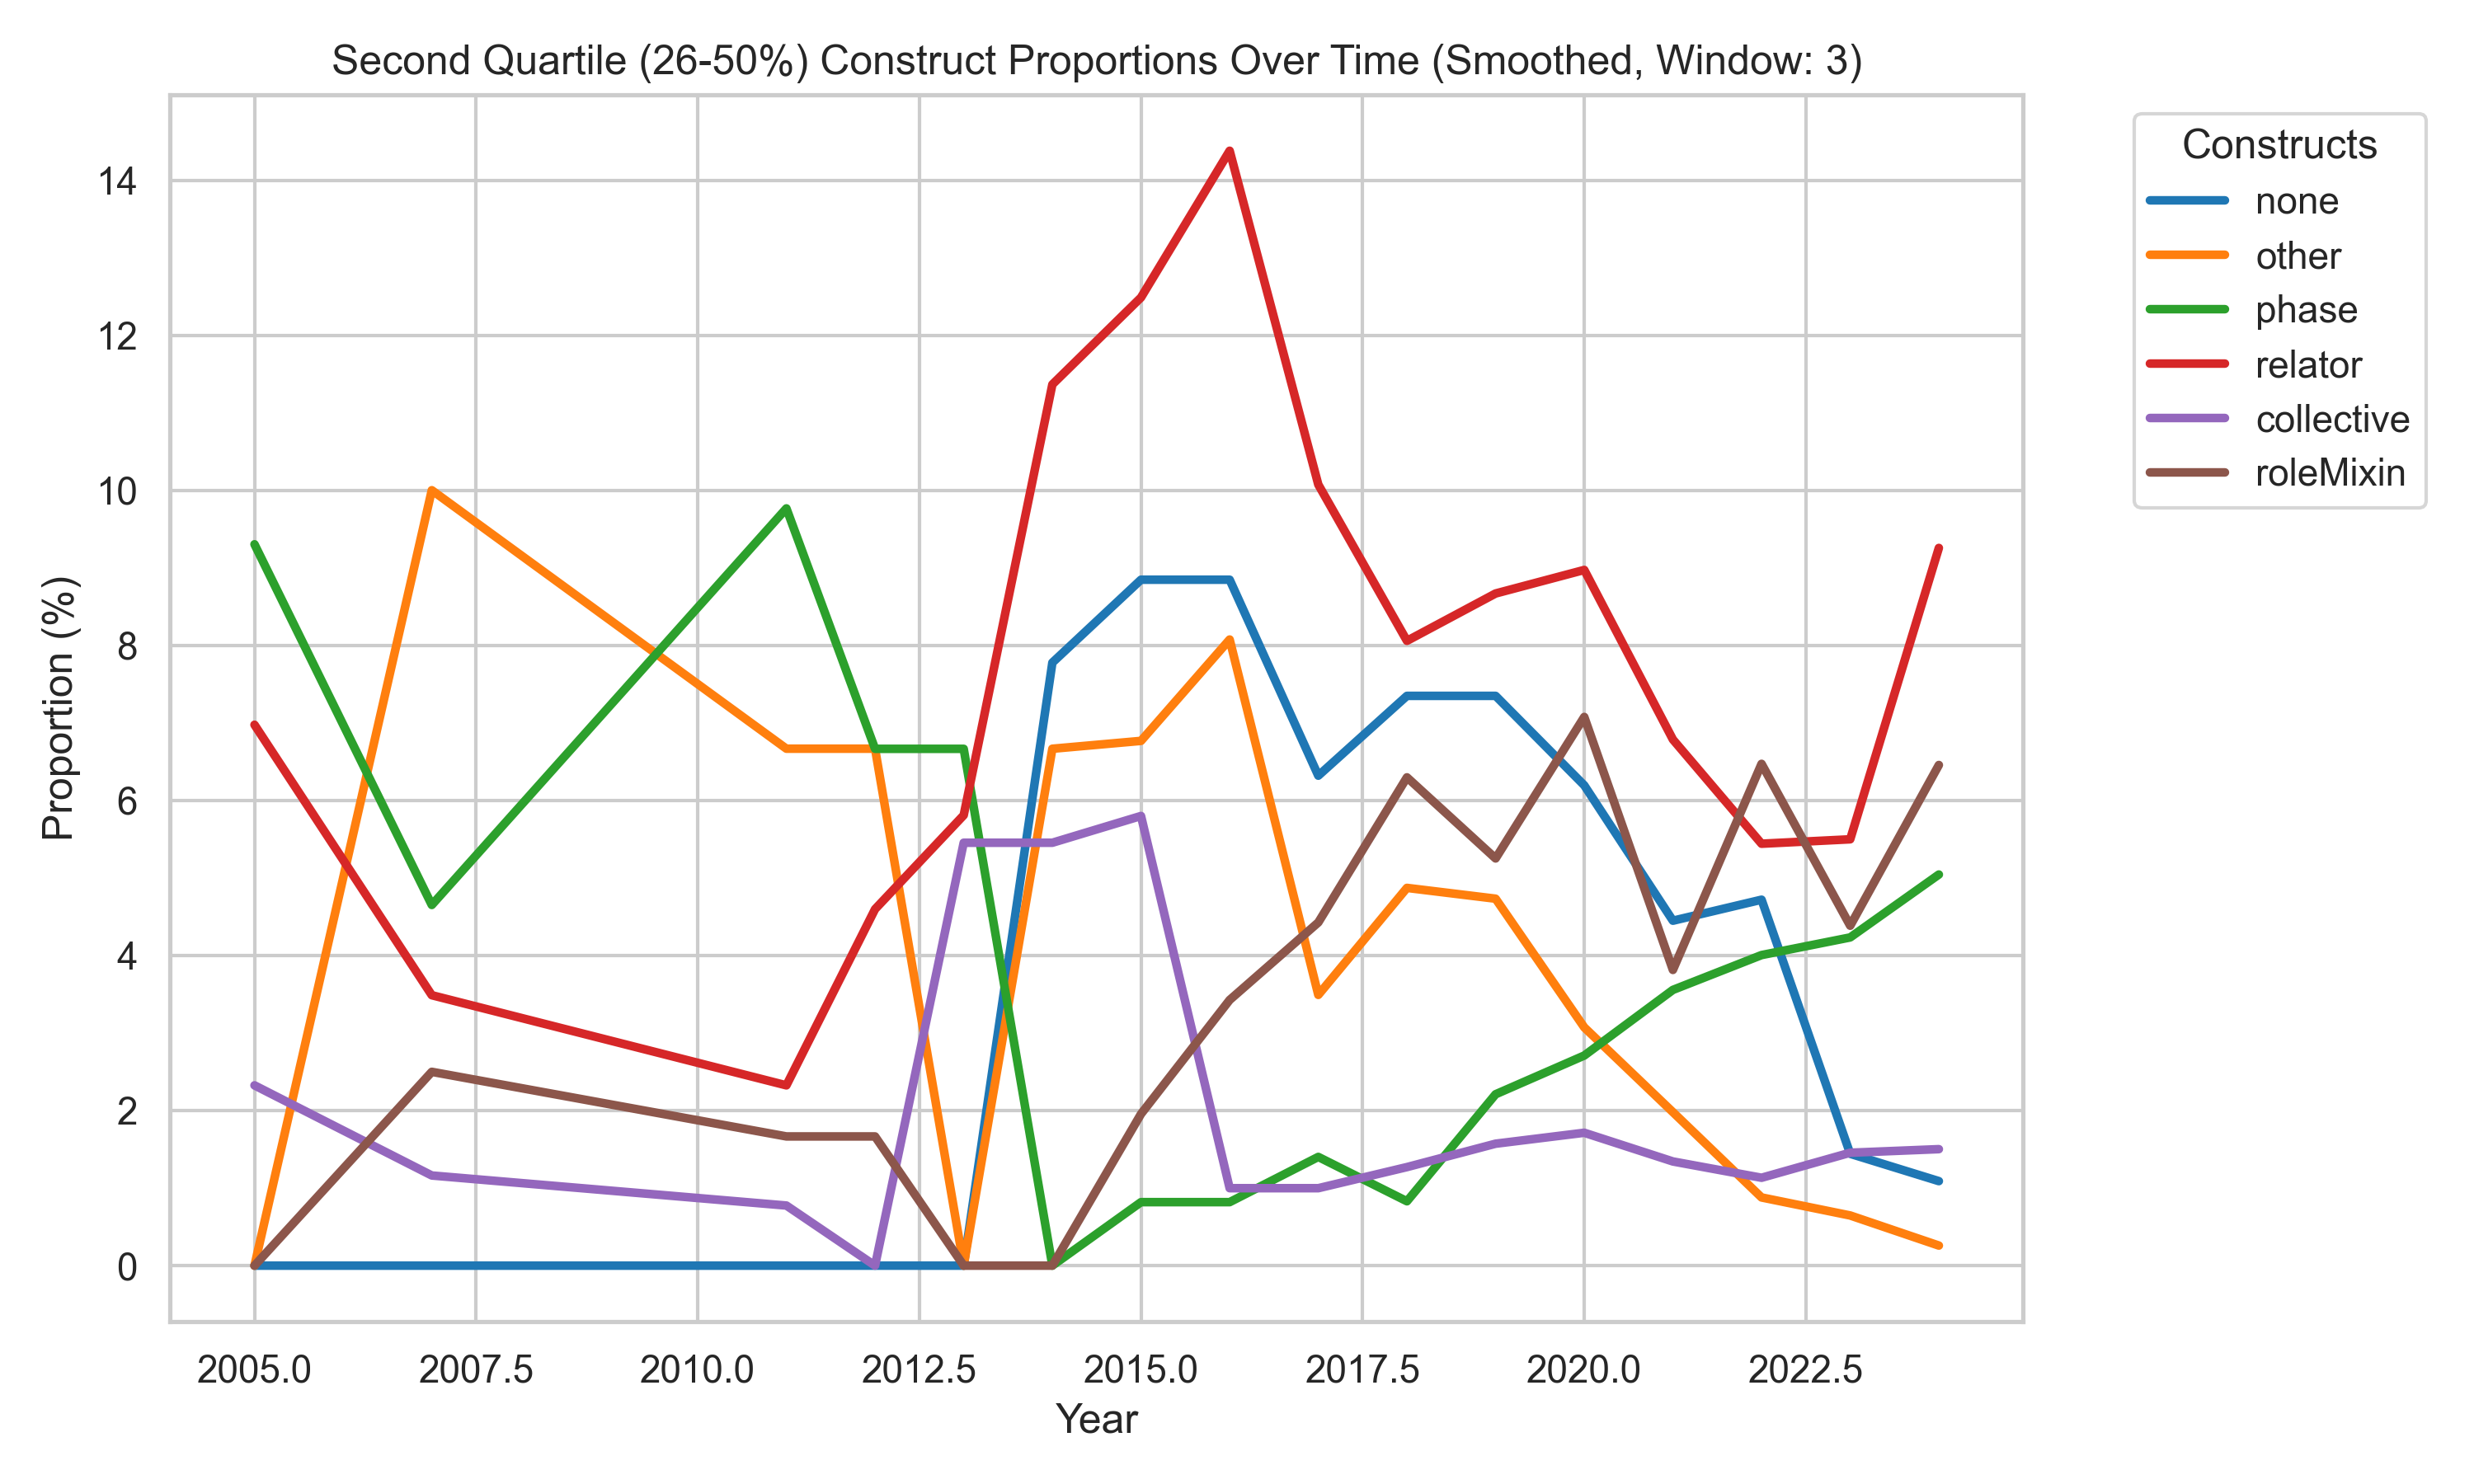 Second Quartile (26-50%) Construct Proportions Over Time (Smoothed, Window: 3)
Constructs
none
other
phase
relator
collective
roleMixin
Proportion (%)
14
12
10
8
6
4
2
0
2005.0 2007.5 2010.0 2012.5 2015.0 2017.5 2020.0 2022.5
Year